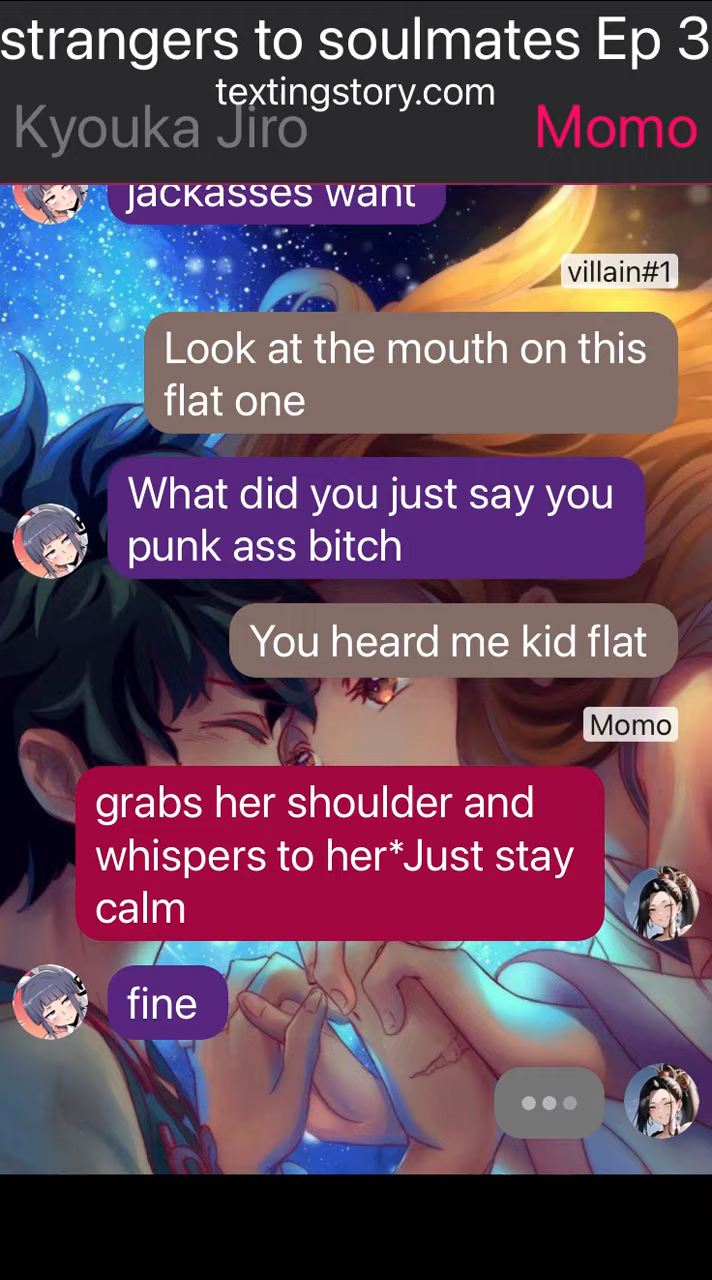 strangers to soulmates Ep 3
textingstory.com
Kyouka Jiro
Momo
jackasses want
villain#1
Look at the mouth on this
flat one
What did you just say you
punk ass bitch
You heard me kid flat
Momo
grabs her shoulder and
whispers to her*Just stay
calm
fine